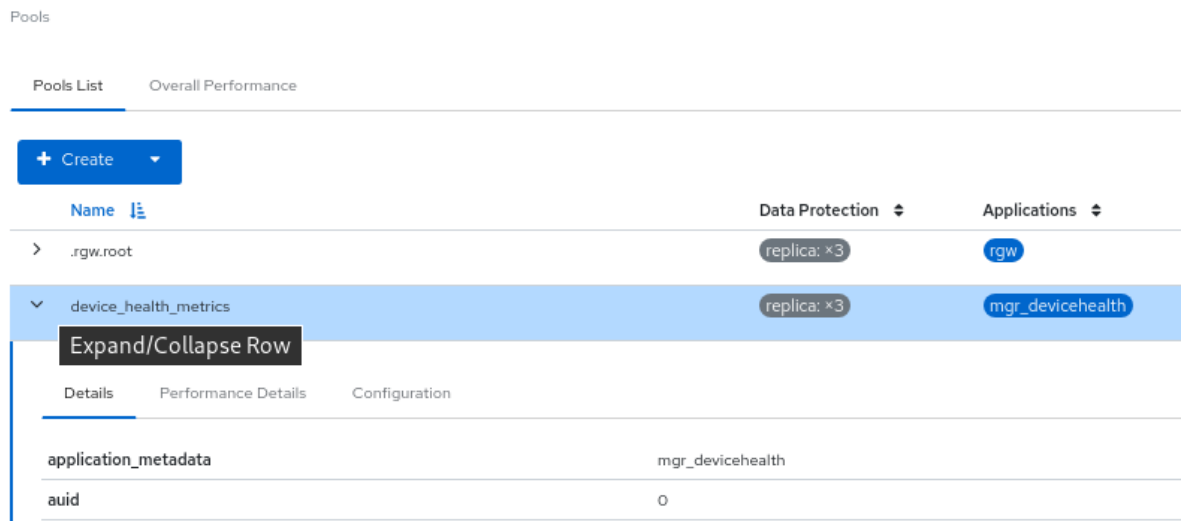 Pools
Pools List Overall Performance
Create
Name Data Protection Applications
.rgw.root replica: ×3 rgw
device_health_metrics replica: ×3 mgr_devicehealth
Expand/Collapse Row
Details Performance Details Configuration
application_metadata mgr_devicehealth
auid 0